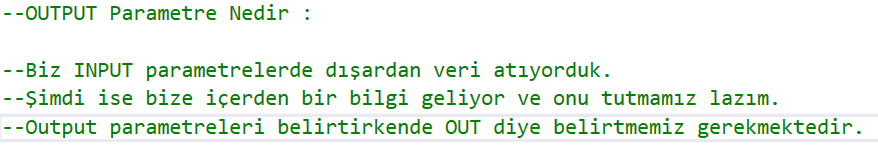 --OUTPUT Parametre Nedir :
--Biz INPUT parametrelerde dışardan veri atıyorduk.
--Şimdi ise bize içerden bir bilgi geliyor ve onu tutmamız lazım.
--Output parametreleri belirtirkende OUT diye belirtmemiz gerekmektedir.